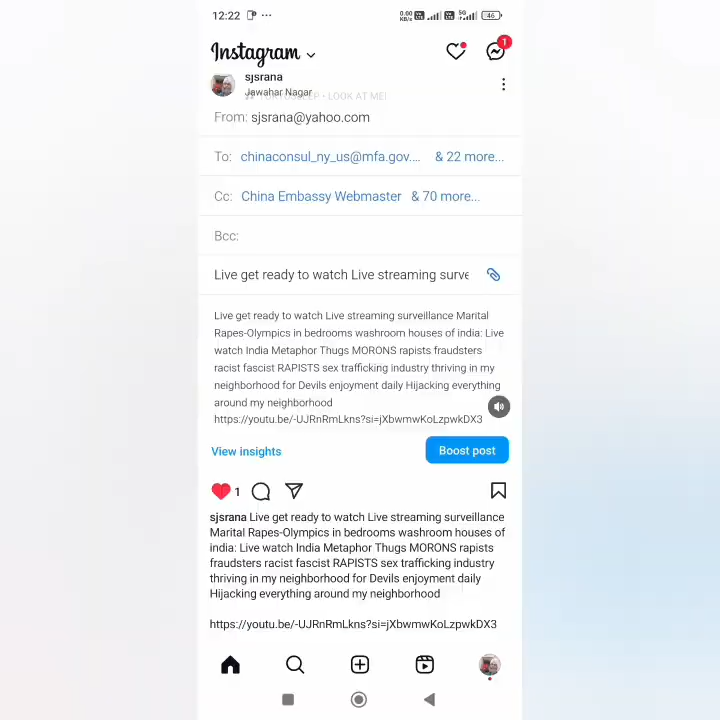 12:22 ...
0.00 KB/s 5G 46
Instagram
1
sjsrana
Jawahar Nagar
From: sjsrana@yahoo.com
To: chinaconsul_ny_us@mfa.gov.... & 22 more...
Cc: China Embassy Webmaster & 70 more...
Bcc:
Live get ready to watch Live streaming surve
Live get ready to watch Live streaming surveillance Marital
Rapes-Olympics in bedrooms washroom houses of india: Live
watch India Metaphor Thugs MORONS rapists fraudsters
racist fascist RAPISTS sex trafficking industry thriving in my
neighborhood for Devils enjoyment daily Hijacking everything
around my neighborhood
https://youtu.be/-UJRnRmLkns?si=jXbwmwKoLzpwkDX3
View insights
Boost post
1
sjsrana Live get ready to watch Live streaming surveillance
Marital Rapes-Olympics in bedrooms washroom houses of
india: Live watch India Metaphor Thugs MORONS rapists
fraudsters racist fascist RAPISTS sex trafficking industry
thriving in my neighborhood for Devils enjoyment daily
Hijacking everything around my neighborhood
https://youtu.be/-UJRnRmLkns?si=jXbwmwKoLzpwkDX3